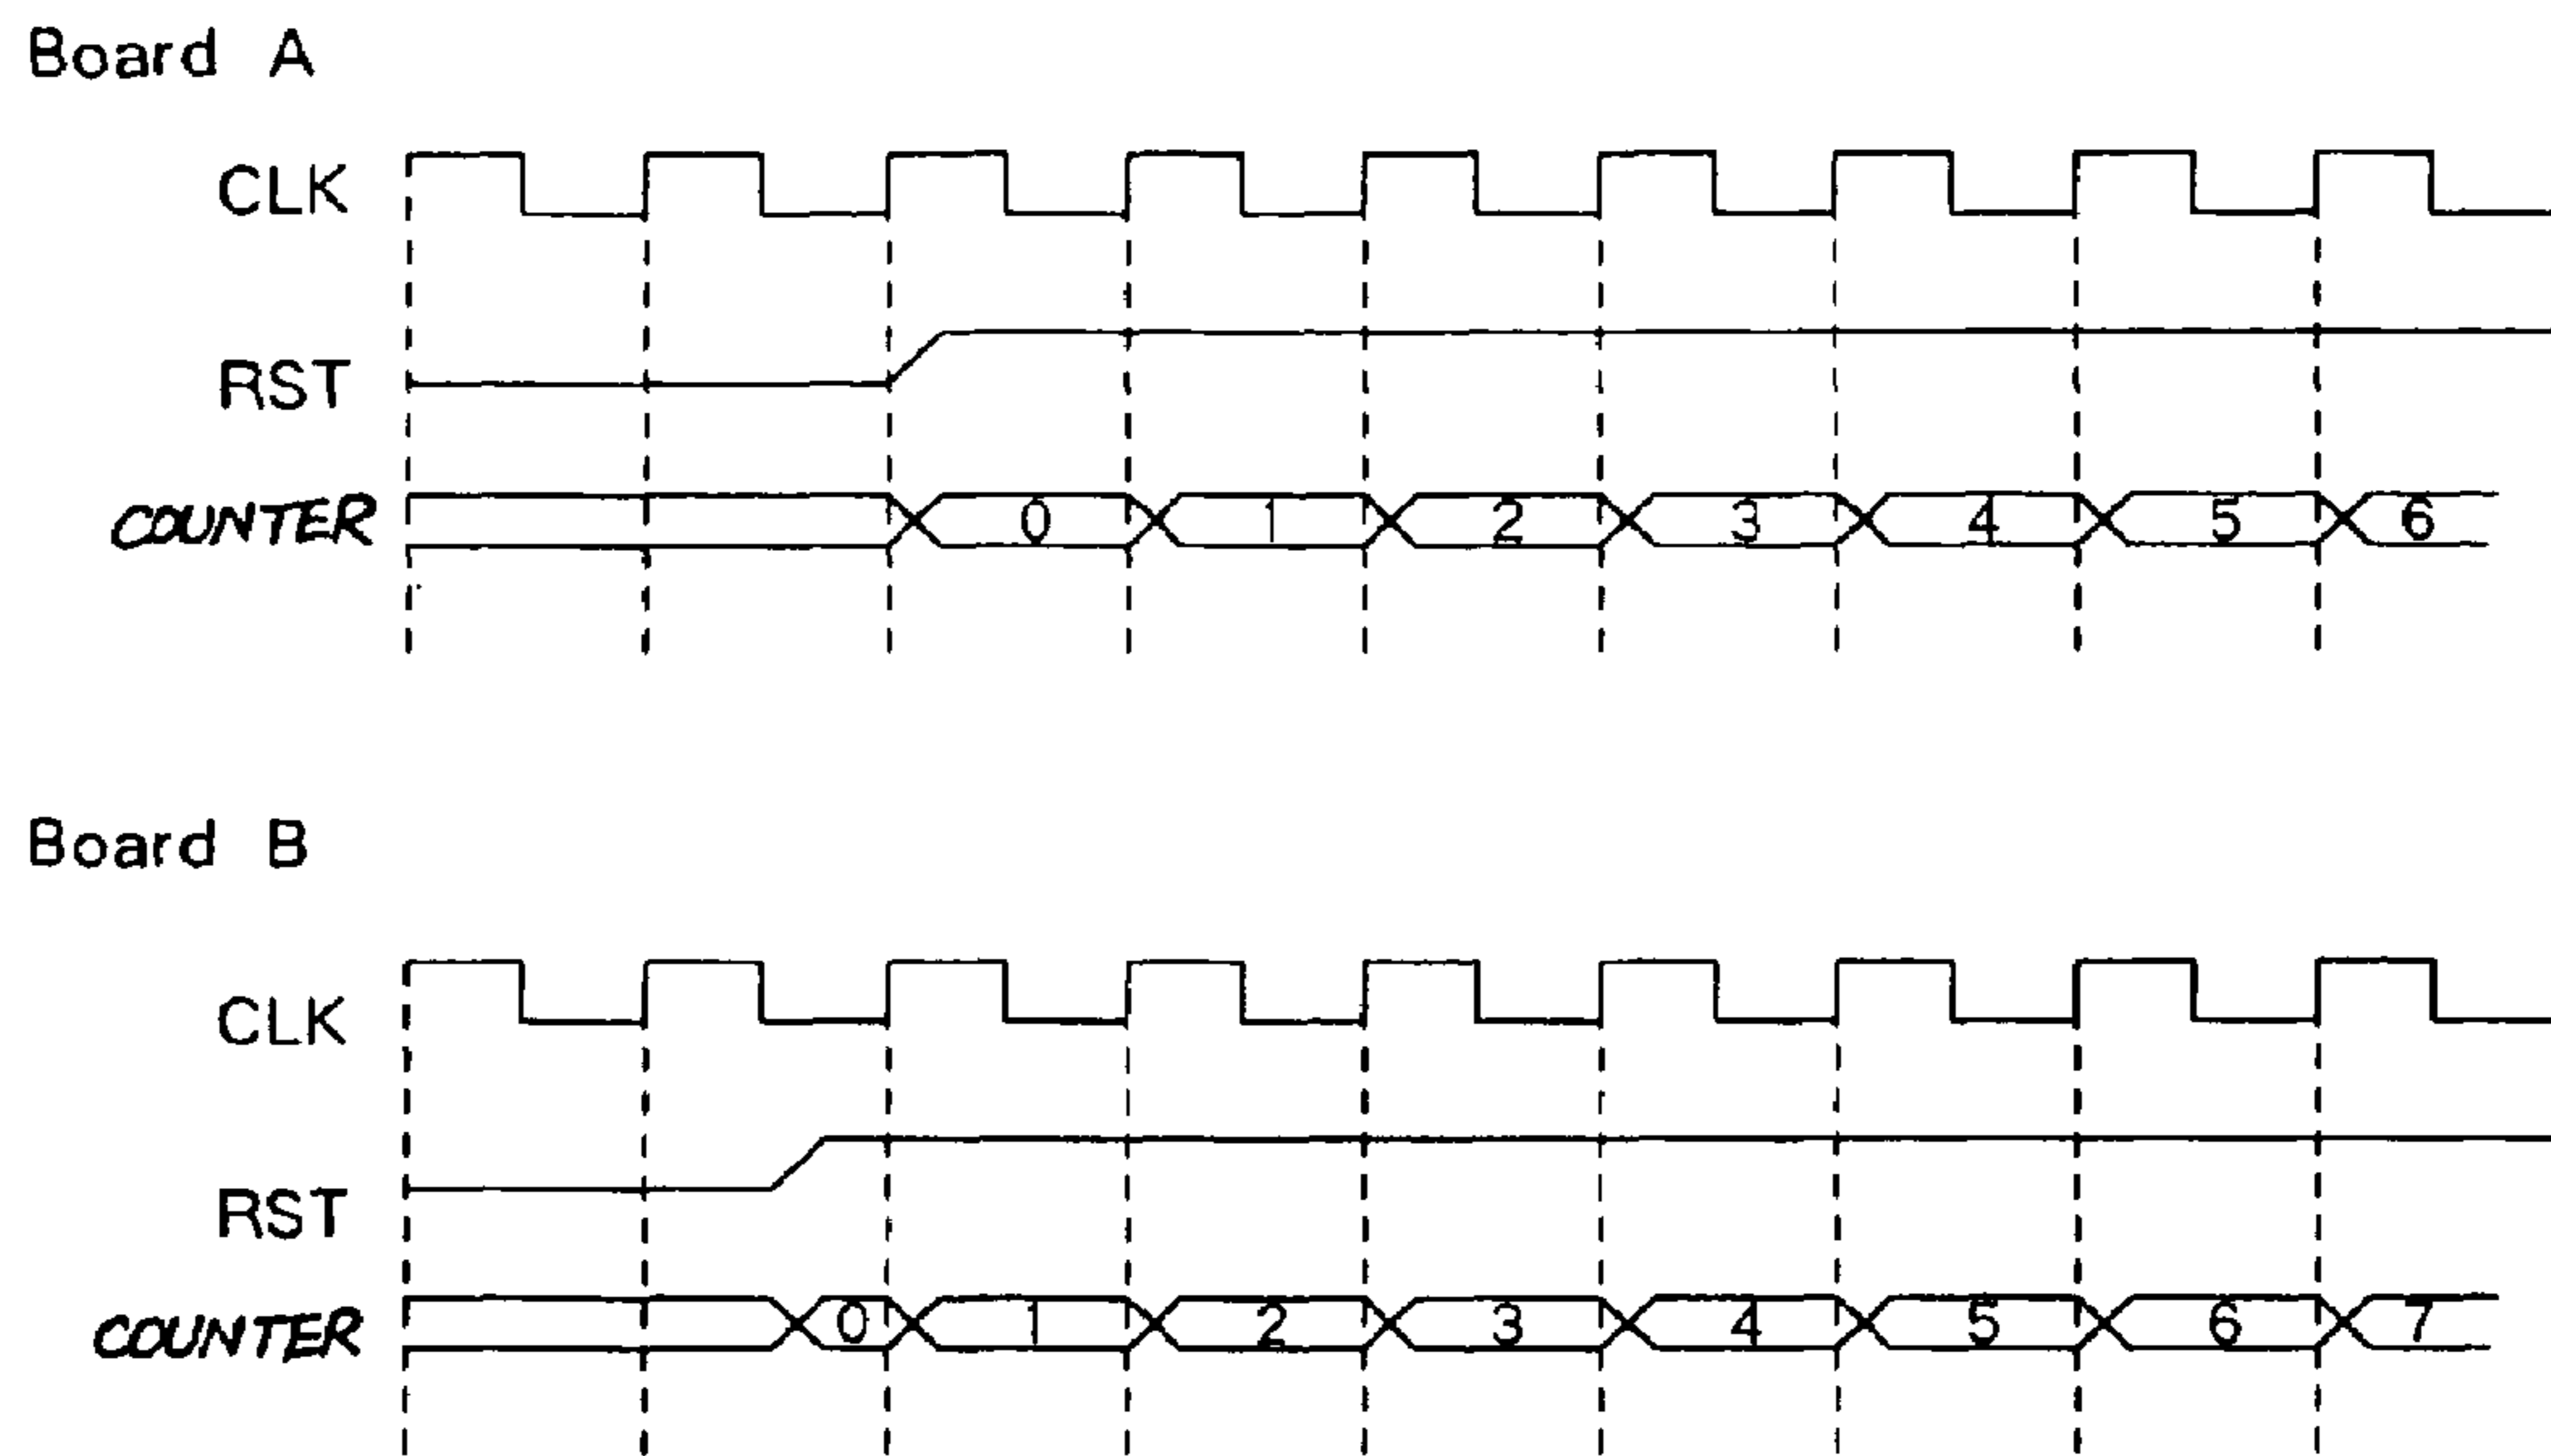 Board A
CLK
RST
COUNTER 0 1 2 3 4 5 6
Board B
CLK
RST
COUNTER 0 1 2 3 4 5 6 7